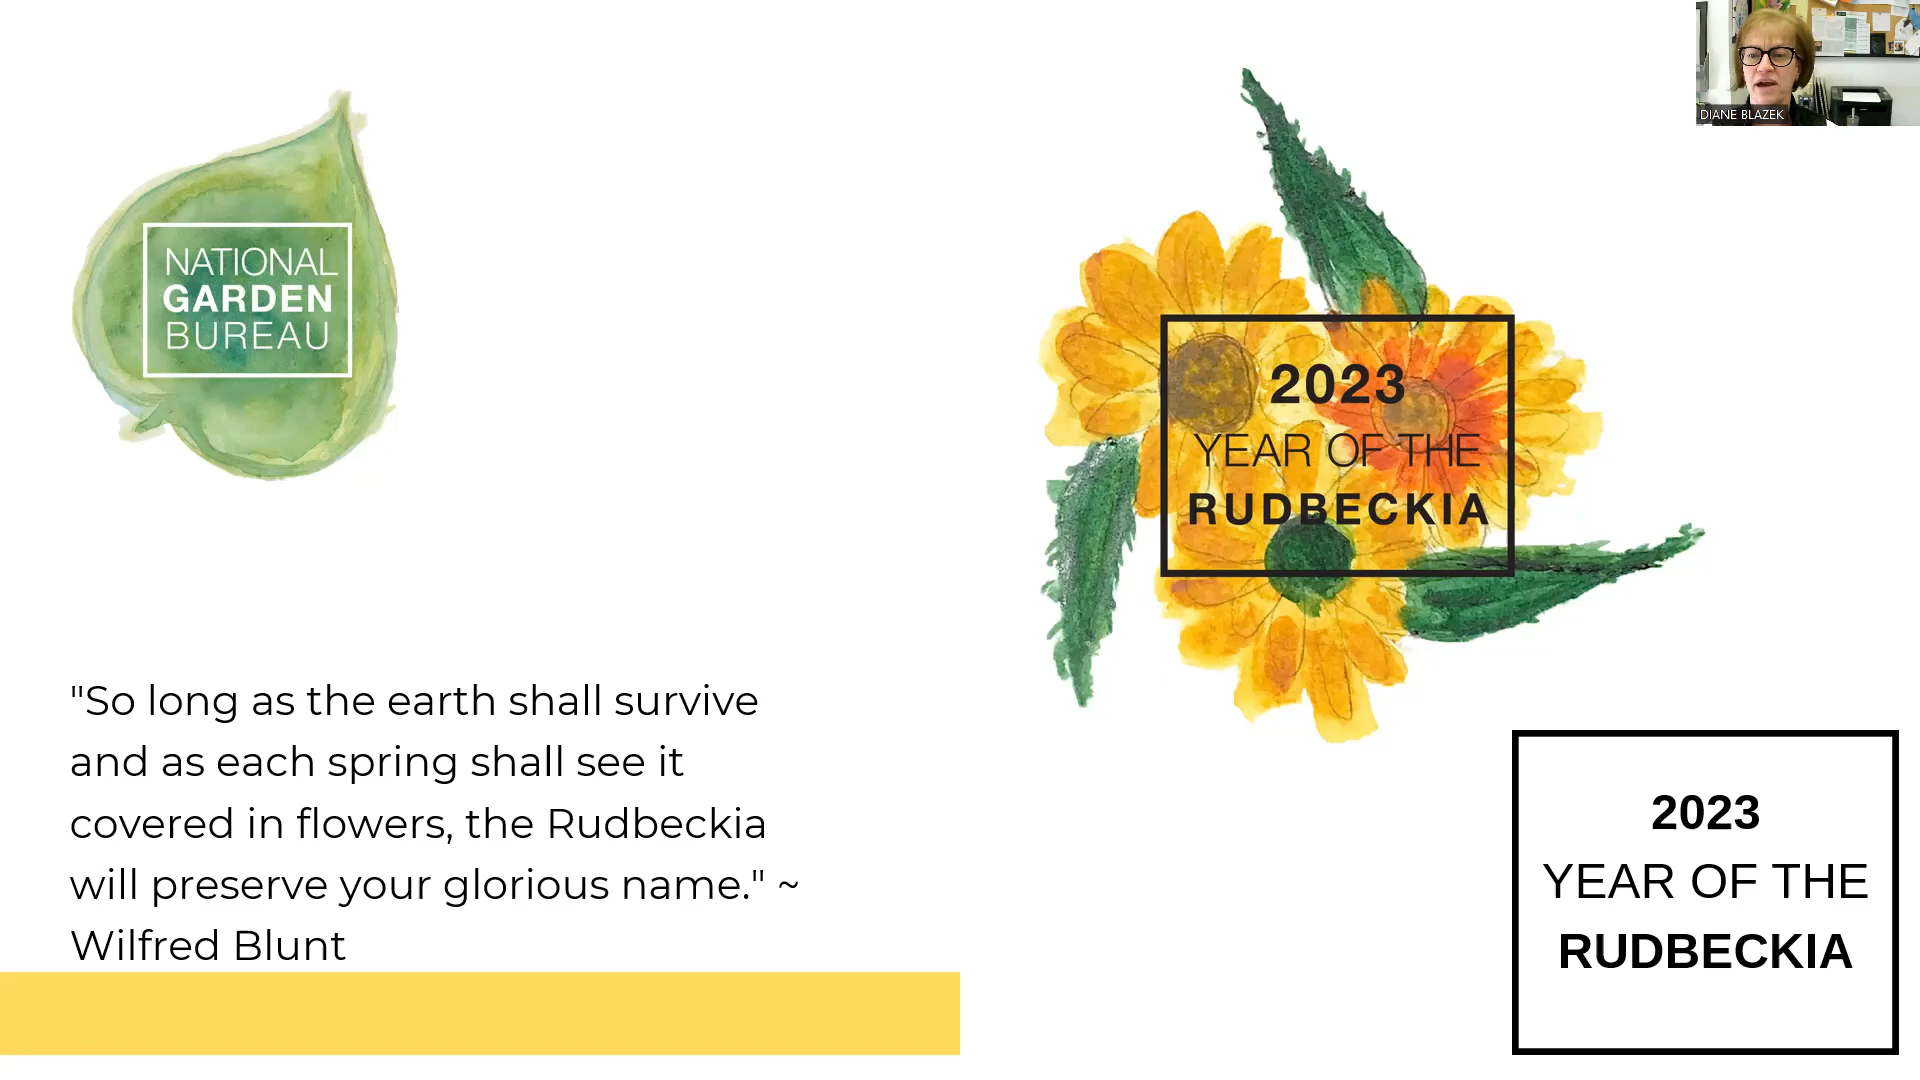 NATIONAL
GARDEN
BUREAU
"So long as the earth shall survive
and as each spring shall see it
covered in flowers, the Rudbeckia
will preserve your glorious name." ~
Wilfred Blunt
2023
YEAR OF THE
RUDBECKIA
DIANE BLAZEK
2023
YEAR OF THE
RUDBECKIA